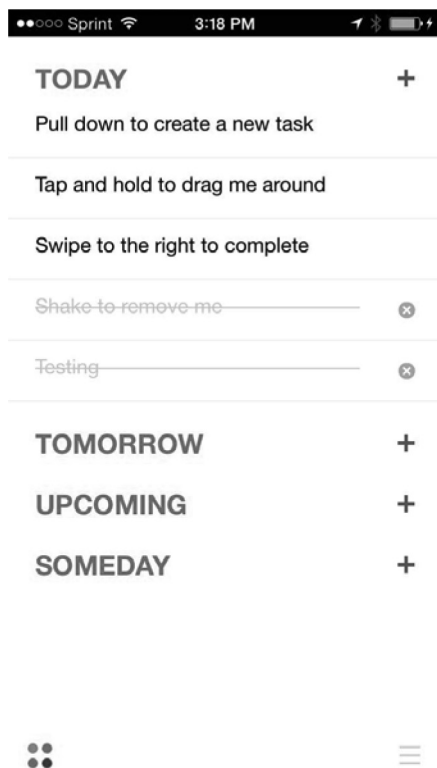 Sprint 3:18 PM
TODAY +
Pull down to create a new task
Tap and hold to drag me around
Swipe to the right to complete
Shake to remove me
Testing
TOMORROW +
UPCOMING +
SOMEDAY +